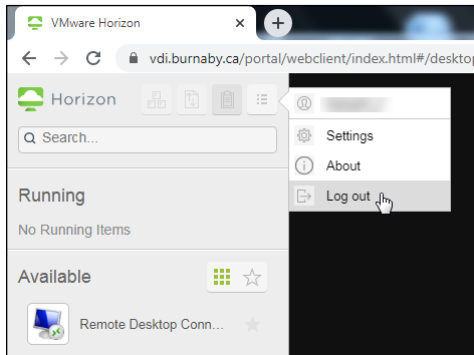 VMware Horizon
vdi.burnaby.ca/portal/webclient/index.html#/desktop
Horizon
Search...
Settings
About
Log out
Running
No Running Items
Available
Remote Desktop Conn...